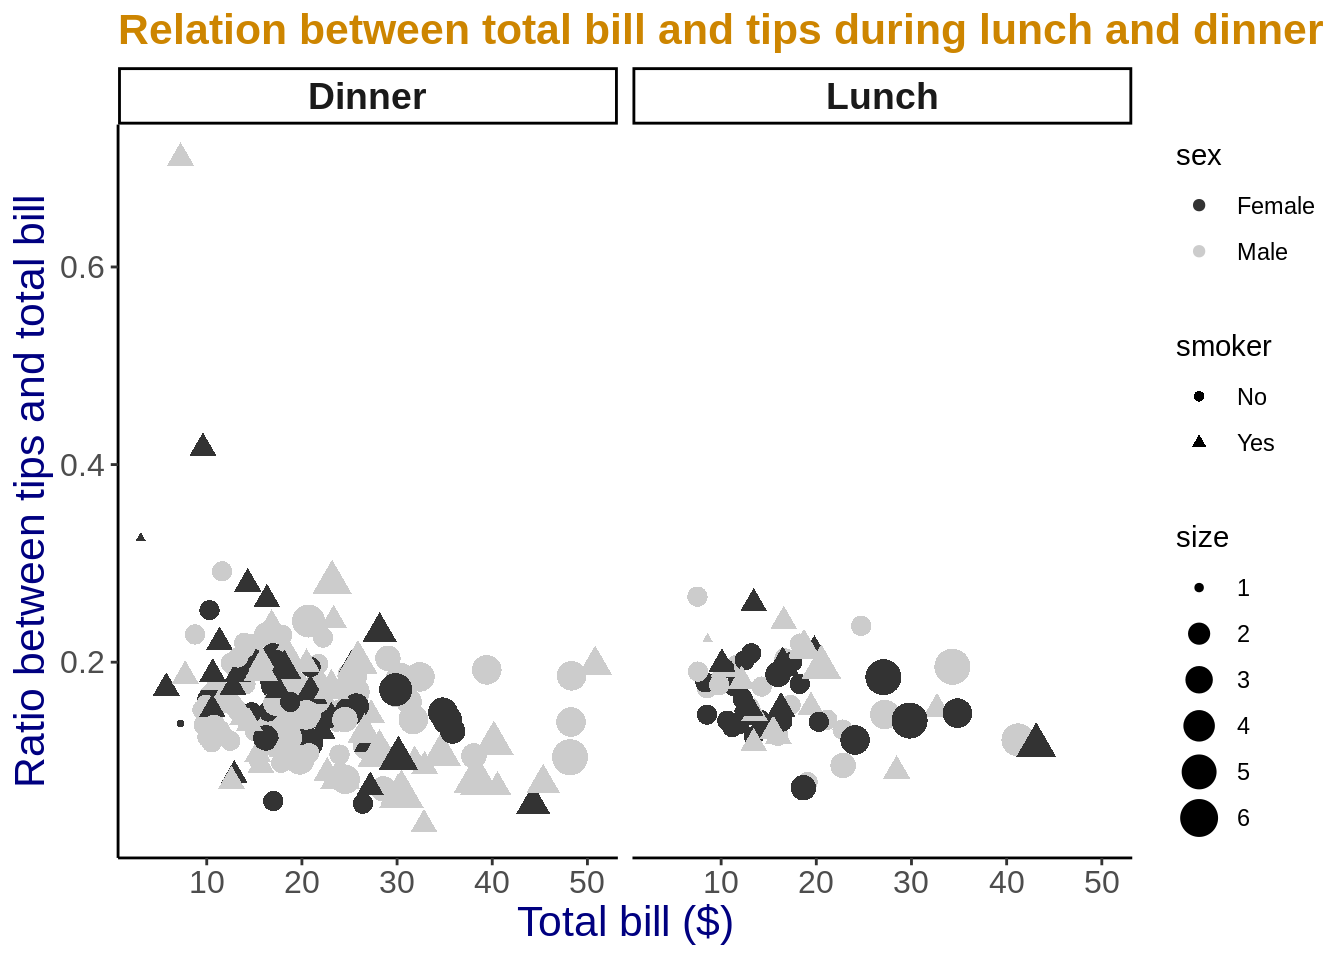 Relation between total bill and tips during lunch and dinner
Dinner
Lunch
Ratio between tips and total bill
0.6
0.4
0.2
10 20 30 40 50
10 20 30 40 50
Total bill ($)
sex
Female
Male
smoker
No
Yes
size
1
2
3
4
5
6